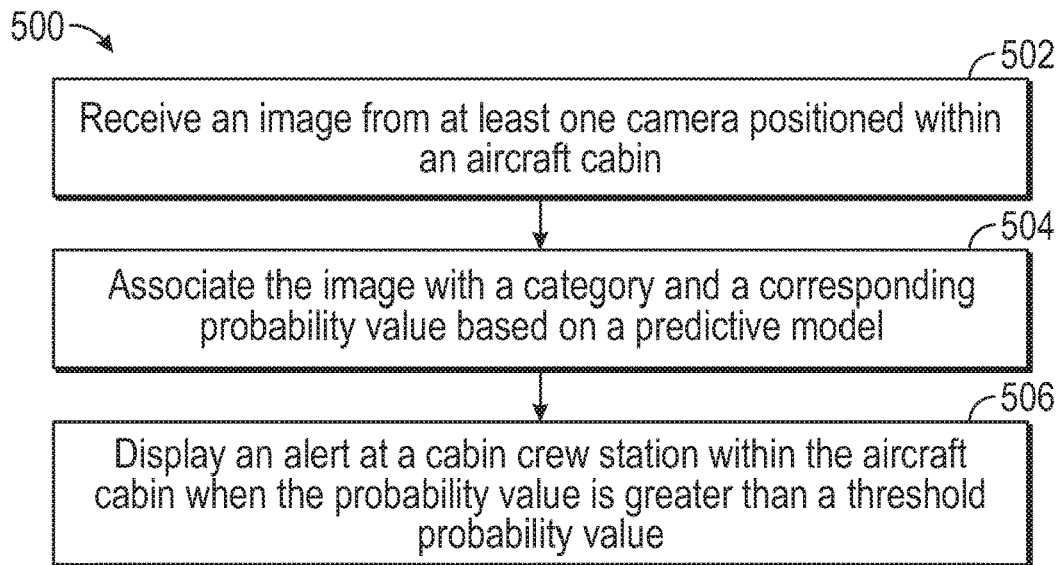 500
502
Receive an image from at least one camera positioned within
an aircraft cabin
504
Associate the image with a category and a corresponding
probability value based on a predictive model
506
Display an alert at a cabin crew station within the aircraft
cabin when the probability value is greater than a threshold
probability value